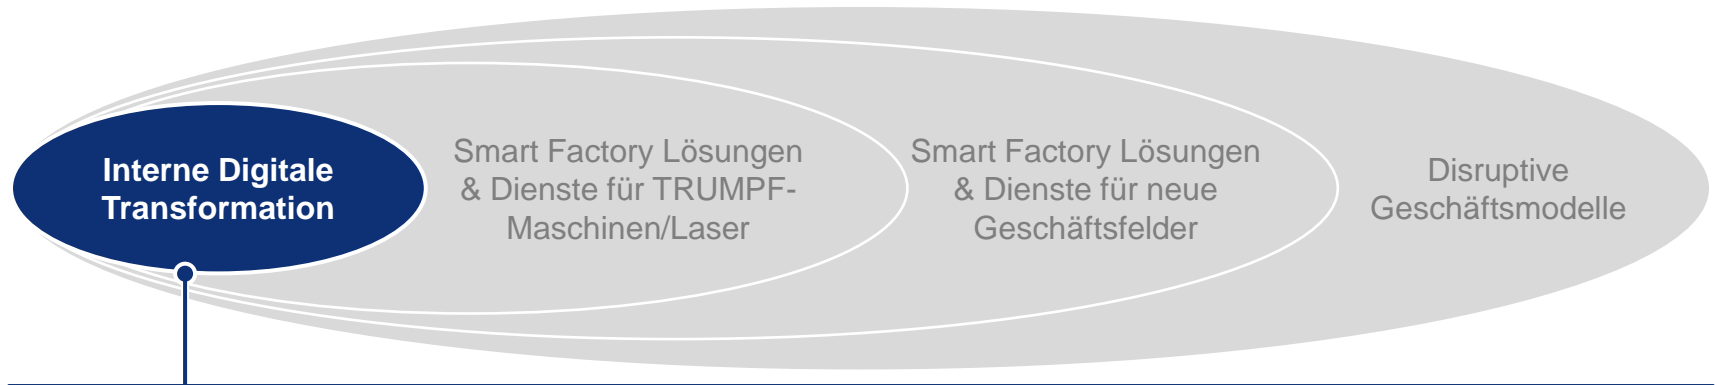 Interne Digitale
Transformation
Smart Factory Lösungen
& Dienste für TRUMPF-
Maschinen/Laser
Smart Factory Lösungen
& Dienste für neue
Geschäftsfelder
Disruptive
Geschäftsmodelle